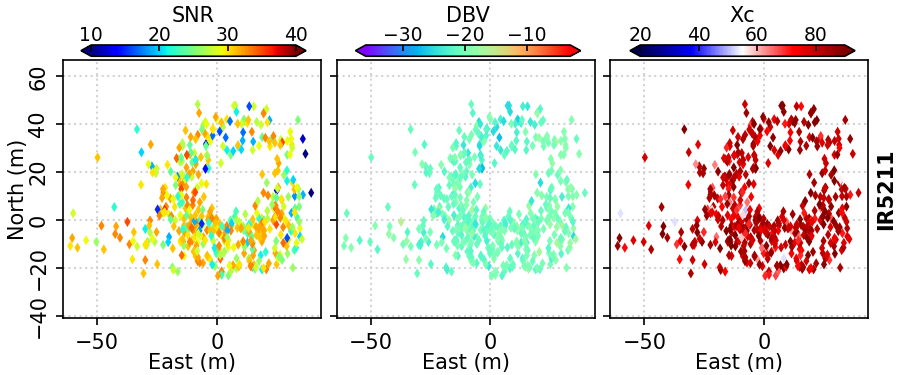 SNR
DBV
Xc
10 20 30 40
−30 −20 −10
20 40 60 80
60
40
20
0
−20
−40
North (m)
IR5211
−50 0
−50 0
−50 0
East (m)
East (m)
East (m)